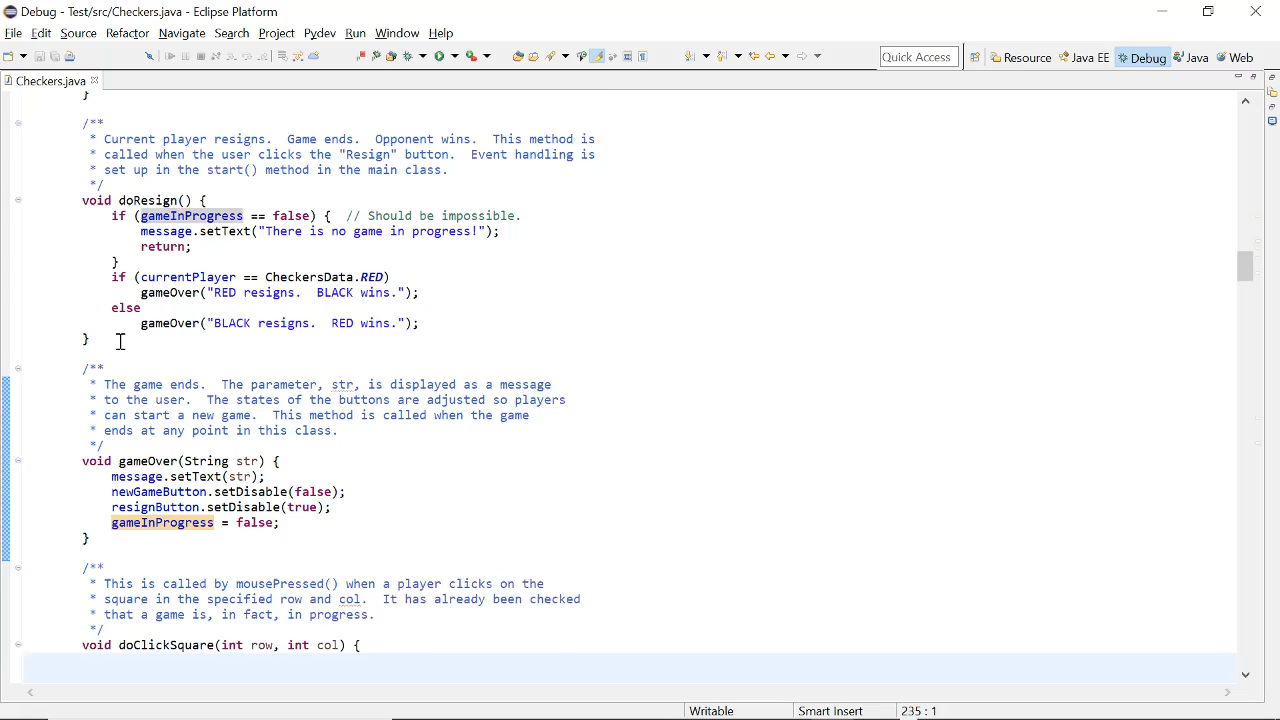 Debug - Test/src/Checkers.java - Eclipse Platform
File Edit Source Refactor Navigate Search Project Pydev Run Window Help
Quick Access Resource Java EE Debug Java Web
Checkers.java
}
/**
* Current player resigns.  Game ends.  Opponent wins.  This method is
* called when the user clicks the "Resign" button.  Event handling is
* set up in the start() method in the main class.
*/
void doResign() {
if (gameInProgress == false) {  // Should be impossible.
message.setText("There is no game in progress!");
return;
}
if (currentPlayer == CheckersData.RED)
gameOver("RED resigns.  BLACK wins.");
else
gameOver("BLACK resigns.  RED wins.");
}
/**
* The game ends.  The parameter, str, is displayed as a message
* to the user.  The states of the buttons are adjusted so players
* can start a new game.  This method is called when the game
* ends at any point in this class.
*/
void gameOver(String str) {
message.setText(str);
newGameButton.setDisable(false);
resignButton.setDisable(true);
gameInProgress = false;
}
/**
* This is called by mousePressed() when a player clicks on the
* square in the specified row and col.  It has already been checked
* that a game is, in fact, in progress.
*/
void doClickSquare(int row, int col) {
Writable Smart Insert 235 : 1